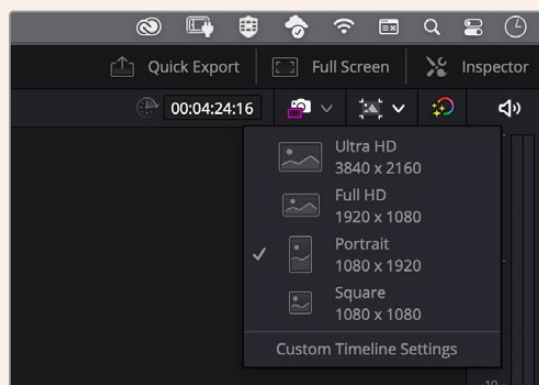 Quick Export
Full Screen
Inspector
00:04:24:16
Ultra HD
3840 x 2160
Full HD
1920 x 1080
Portrait
1080 x 1920
Square
1080 x 1080
Custom Timeline Settings
-10